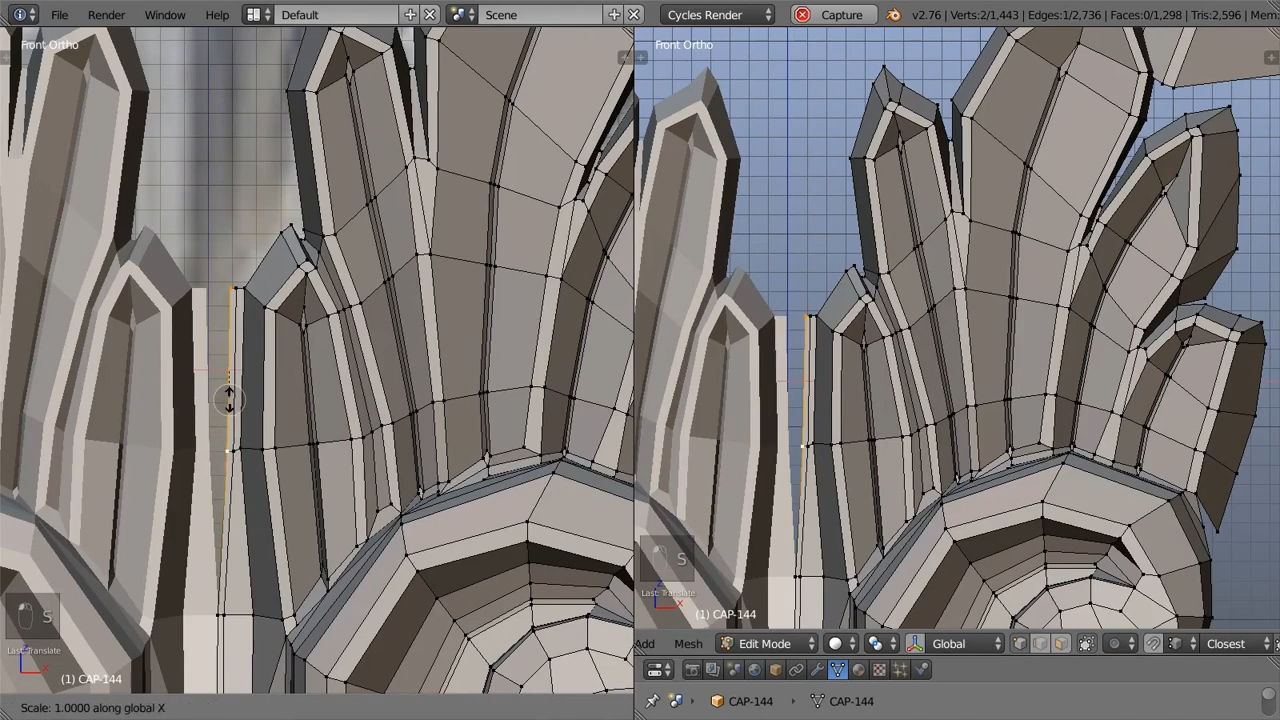 File Render Window Help Default Scene Cycles Render Capture v2.76 | Verts:2/1,443 | Edges:1/2,736 | Faces:0/1,298 | Tris:2,596 | Mem:
Front Ortho
Front Ortho
S
Last: Translate
X
(1) CAP-144
S
Last: Translate
X
(1) CAP-144
Add Mesh Edit Mode Global Closest
CAP-144 CAP-144
Scale: 1.0000 along global X